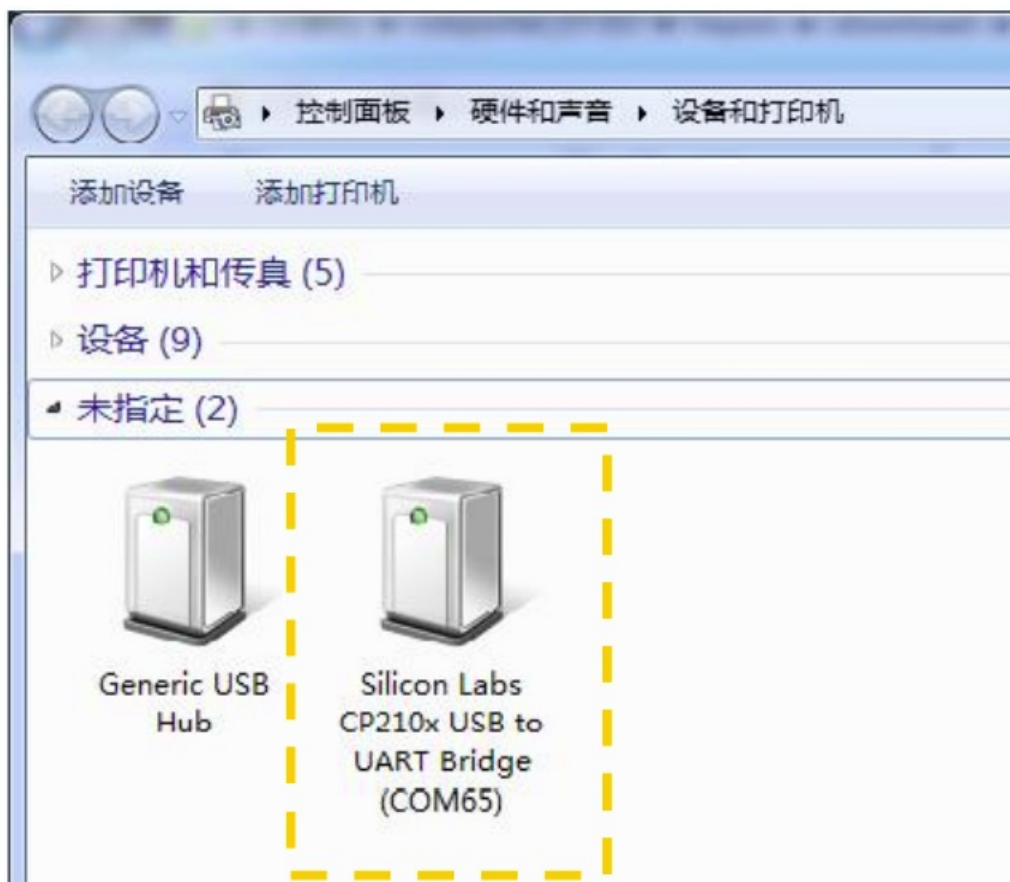 控制面板 ▸ 硬件和声音 ▸ 设备和打印机
添加设备 添加打印机
打印机和传真 (5)
设备 (9)
未指定 (2)
Generic USB
Hub
Silicon Labs
CP210x USB to
UART Bridge
(COM65)